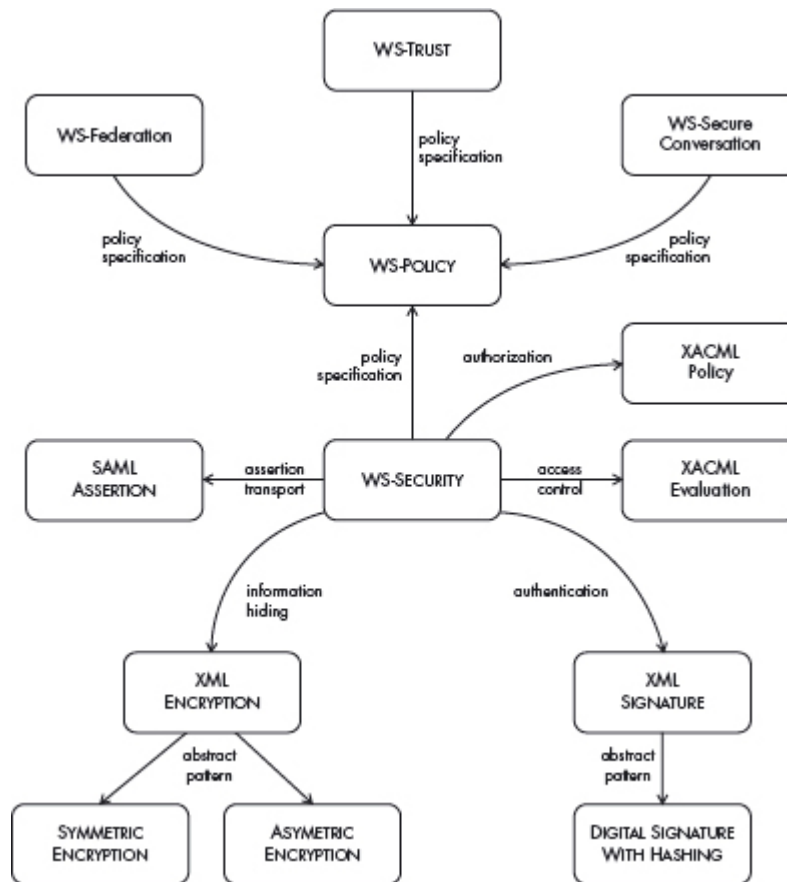 WS-TRUST
WS-Federation
WS-Secure
Conversation
policy
specification
policy
specification
policy
specification
WS-POLICY
policy
specification
authorization
XACML
Policy
SAML
ASSERTION
assertion
transport
WS-SECURITY
access
control
XACML
Evaluation
information
hiding
authentication
XML
ENCRYPTION
XML
SIGNATURE
abstract
pattern
abstract
pattern
SYMMETRIC
ENCRYPTION
ASYMETRIC
ENCRYPTION
DIGITAL SIGNATURE
WITH HASHING